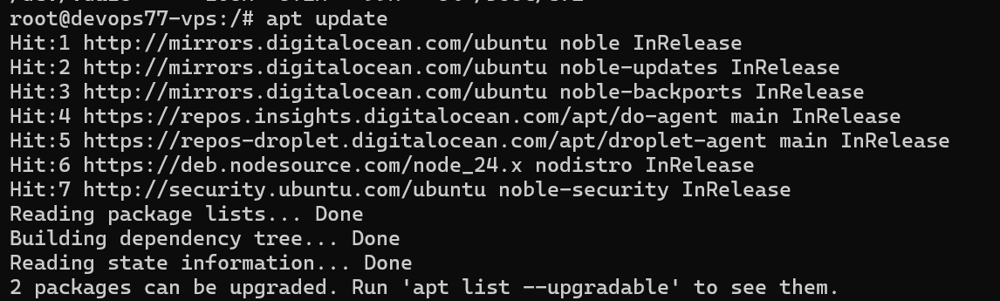 root@devops77-vps:/# apt update
Hit:1 http://mirrors.digitalocean.com/ubuntu noble InRelease
Hit:2 http://mirrors.digitalocean.com/ubuntu noble-updates InRelease
Hit:3 http://mirrors.digitalocean.com/ubuntu noble-backports InRelease
Hit:4 https://repos.insights.digitalocean.com/apt/do-agent main InRelease
Hit:5 https://repos-droplet.digitalocean.com/apt/droplet-agent main InRelease
Hit:6 https://deb.nodesource.com/node_24.x nodistro InRelease
Hit:7 http://security.ubuntu.com/ubuntu noble-security InRelease
Reading package lists... Done
Building dependency tree... Done
Reading state information... Done
2 packages can be upgraded. Run 'apt list --upgradable' to see them.